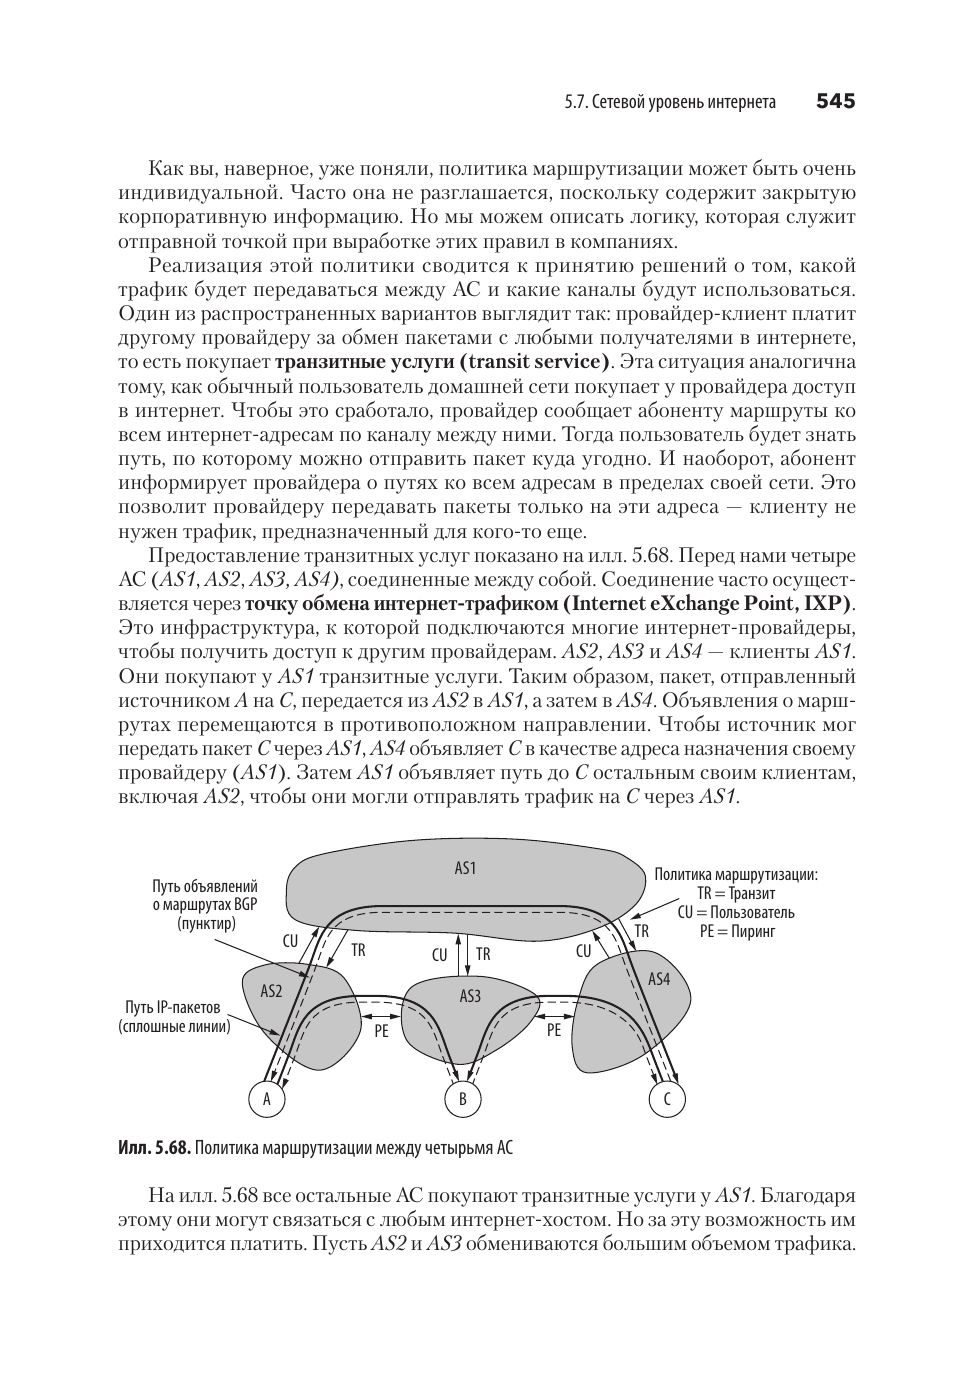 5.7. Сетевой уровень интернета 545
Как вы, наверное, уже поняли, политика маршрутизации может быть очень
индивидуальной. Часто она не разглашается, поскольку содержит закрытую
корпоративную информацию. Но мы можем описать логику, которая служит
отправной точкой при выработке этих правил в компаниях.
Реализация этой политики сводится к принятию решений о том, какой
трафик будет передаваться между АС и какие каналы будут использоваться.
Один из распространенных вариантов выглядит так: провайдер-клиент платит
другому провайдеру за обмен пакетами с любыми получателями в интернете,
то есть покупает транзитные услуги (transit service). Эта ситуация аналогична
тому, как обычный пользователь домашней сети покупает у провайдера доступ
в интернет. Чтобы это сработало, провайдер сообщает абоненту маршруты ко
всем интернет-адресам по каналу между ними. Тогда пользователь будет знать
путь, по которому можно отправить пакет куда угодно. И наоборот, абонент
информирует провайдера о путях ко всем адресам в пределах своей сети. Это
позволит провайдеру передавать пакеты только на эти адреса — клиенту не
нужен трафик, предназначенный для кого-то еще.
Предоставление транзитных услуг показано на илл. 5.68. Перед нами четыре
АС (AS1, AS2, AS3, AS4), соединенные между собой. Соединение часто осущест-
вляется через точку обмена интернет-трафиком (Internet eXchange Point, IXP).
Это инфраструктура, к которой подключаются многие интернет-провайдеры,
чтобы получить доступ к другим провайдерам. AS2, AS3 и AS4 — клиенты AS1.
Они покупают у AS1 транзитные услуги. Таким образом, пакет, отправленный
источником A на C, передается из AS2 в AS1, а затем в AS4. Объявления о марш-
рутах перемещаются в противоположном направлении. Чтобы источник мог
передать пакет C через AS1, AS4 объявляет C в качестве адреса назначения своему
провайдеру (AS1). Затем AS1 объявляет путь до C остальным своим клиентам,
включая AS2, чтобы они могли отправлять трафик на C через AS1.
AS1
Политика маршрутизации:
TR = Транзит
CU = Пользователь
PE = Пиринг
Путь объявлений
о маршрутах BGP
(пунктир)
CU
TR
CU
TR
CU
TR
AS2
AS3
AS4
Путь IP-пакетов
(сплошные линии)
PE
PE
A
B
C
Илл. 5.68. Политика маршрутизации между четырьмя АС
На илл. 5.68 все остальные АС покупают транзитные услуги у AS1. Благодаря
этому они могут связаться с любым интернет-хостом. Но за эту возможность им
приходится платить. Пусть AS2 и AS3 обмениваются большим объемом трафика.